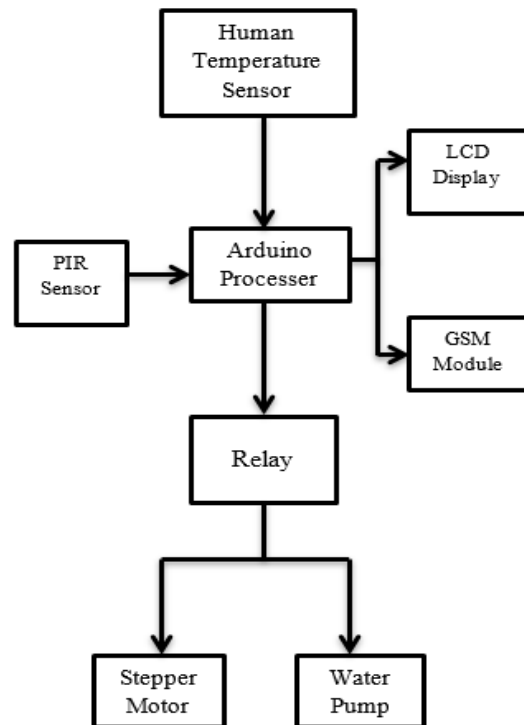 Human
Temperature
Sensor
LCD
Display
PIR
Sensor
Arduino
Processer
GSM
Module
Relay
Stepper
Motor
Water
Pump